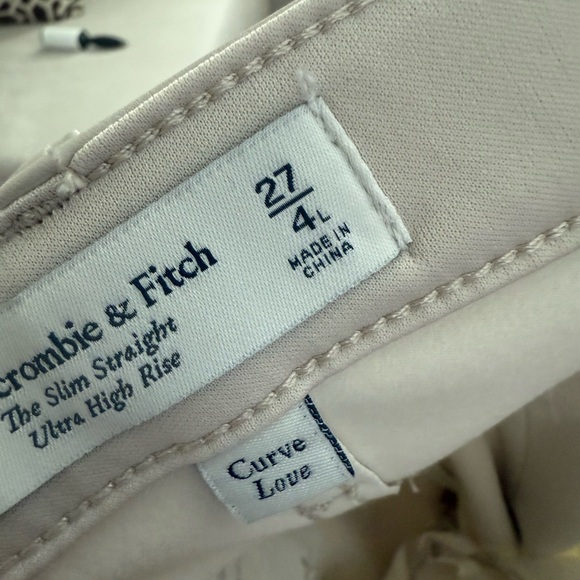 crombie & Fitch
The Slim Straight
Ultra High Rise
27
4L
MADE IN
CHINA
Curve
Love